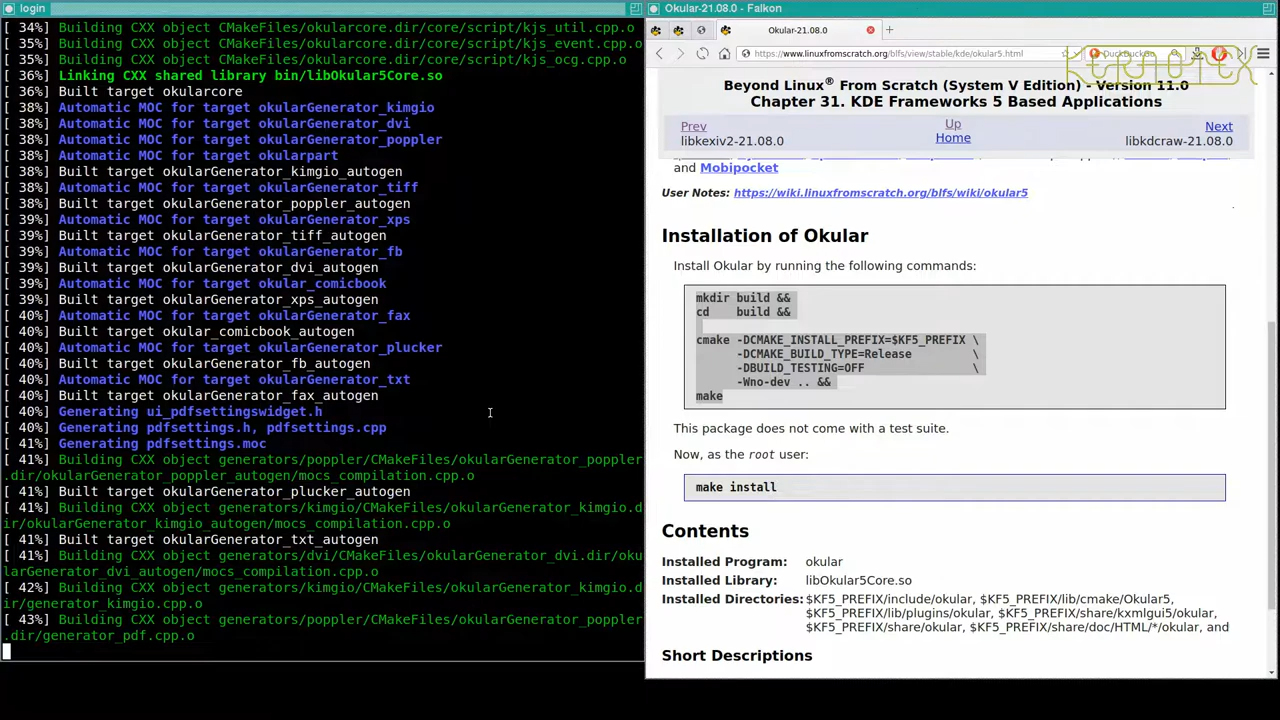 login
[ 34%] Building CXX object CMakeFiles/okularcore.dir/core/script/kjs_util.cpp.o
[ 35%] Building CXX object CMakeFiles/okularcore.dir/core/script/kjs_event.cpp.o
[ 35%] Building CXX object CMakeFiles/okularcore.dir/core/script/kjs_ocg.cpp.o
[ 36%] Linking CXX shared library bin/libOkular5Core.so
[ 36%] Built target okularcore
[ 38%] Automatic MOC for target okularGenerator_kimgio
[ 38%] Automatic MOC for target okularGenerator_dvi
[ 38%] Automatic MOC for target okularGenerator_poppler
[ 38%] Automatic MOC for target okularpart
[ 38%] Built target okularGenerator_kimgio_autogen
[ 38%] Automatic MOC for target okularGenerator_tiff
[ 38%] Built target okularGenerator_poppler_autogen
[ 39%] Automatic MOC for target okularGenerator_xps
[ 39%] Built target okularGenerator_tiff_autogen
[ 39%] Automatic MOC for target okularGenerator_fb
[ 39%] Built target okularGenerator_dvi_autogen
[ 39%] Automatic MOC for target okular_comicbook
[ 39%] Built target okularGenerator_xps_autogen
[ 40%] Automatic MOC for target okularGenerator_fax
[ 40%] Built target okular_comicbook_autogen
[ 40%] Automatic MOC for target okularGenerator_plucker
[ 40%] Built target okularGenerator_fb_autogen
[ 40%] Automatic MOC for target okularGenerator_txt
[ 40%] Built target okularGenerator_fax_autogen
[ 40%] Generating ui_pdfsettingswidget.h
[ 40%] Generating pdfsettings.h, pdfsettings.cpp
[ 41%] Generating pdfsettings.moc
[ 41%] Building CXX object generators/poppler/CMakeFiles/okularGenerator_poppler
.dir/okularGenerator_poppler_autogen/mocs_compilation.cpp.o
[ 41%] Built target okularGenerator_plucker_autogen
[ 41%] Building CXX object generators/kimgio/CMakeFiles/okularGenerator_kimgio.d
ir/okularGenerator_kimgio_autogen/mocs_compilation.cpp.o
[ 41%] Built target okularGenerator_txt_autogen
[ 41%] Building CXX object generators/dvi/CMakeFiles/okularGenerator_dvi.dir/oku
larGenerator_dvi_autogen/mocs_compilation.cpp.o
[ 42%] Building CXX object generators/kimgio/CMakeFiles/okularGenerator_kimgio.d
ir/generator_kimgio.cpp.o
[ 43%] Building CXX object generators/poppler/CMakeFiles/okularGenerator_poppler
.dir/generator_pdf.cpp.o
Okular-21.08.0 - Falkon
Okular-21.08.0
https://www.linuxfromscratch.org/blfs/view/stable/kde/okular5.html
DuckDuckGo
KERNOTEX
Beyond Linux® From Scratch (System V Edition) - Version 11.0
Chapter 31. KDE Frameworks 5 Based Applications
Prev Up Next
libkexiv2-21.08.0 Home libkdcraw-21.08.0
and Mobipocket
User Notes: https://wiki.linuxfromscratch.org/blfs/wiki/okular5
Installation of Okular
Install Okular by running the following commands:
mkdir build &&
cd    build &&
cmake -DCMAKE_INSTALL_PREFIX=$KF5_PREFIX \
-DCMAKE_BUILD_TYPE=Release \
-DBUILD_TESTING=OFF \
-Wno-dev .. &&
make
This package does not come with a test suite.
Now, as the root user:
make install
Contents
Installed Program: okular
Installed Library: libOkular5Core.so
Installed Directories: $KF5_PREFIX/include/okular, $KF5_PREFIX/lib/cmake/Okular5,
$KF5_PREFIX/lib/plugins/okular, $KF5_PREFIX/share/kxmlgui5/okular,
$KF5_PREFIX/share/okular, $KF5_PREFIX/share/doc/HTML/*/okular, and
Short Descriptions